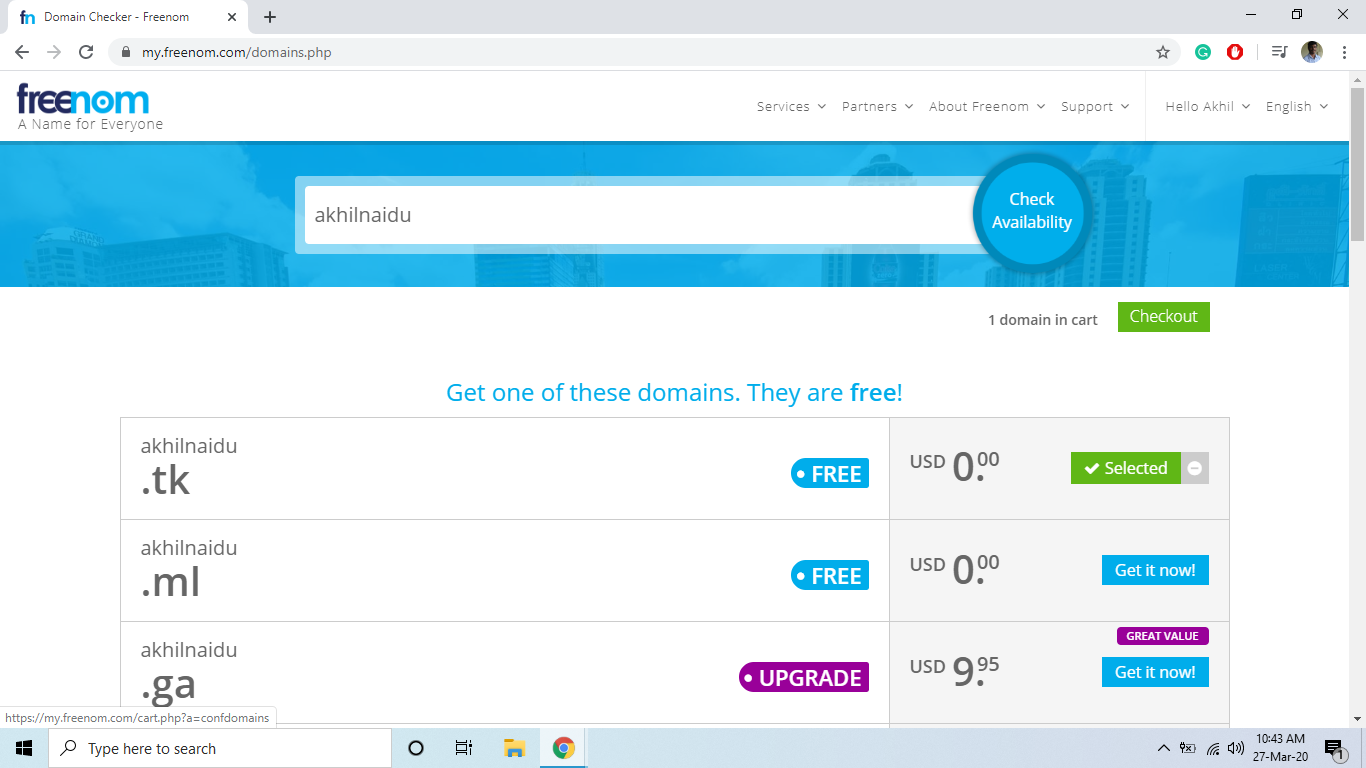 Domain Checker - Freenom
my.freenom.com/domains.php
freenom
A Name for Everyone
Services Partners About Freenom Support Hello Akhil English
akhilnaidu
Check
Availability
1 domain in cart Checkout
Get one of these domains. They are free!
akhilnaidu
.tk
FREE
USD 0.00
Selected
akhilnaidu
.ml
FREE
USD 0.00
Get it now!
akhilnaidu
.ga
UPGRADE
USD 9.95
GREAT VALUE
Get it now!
https://my.freenom.com/cart.php?a=confdomains
Type here to search
10:43 AM
27-Mar-20
1